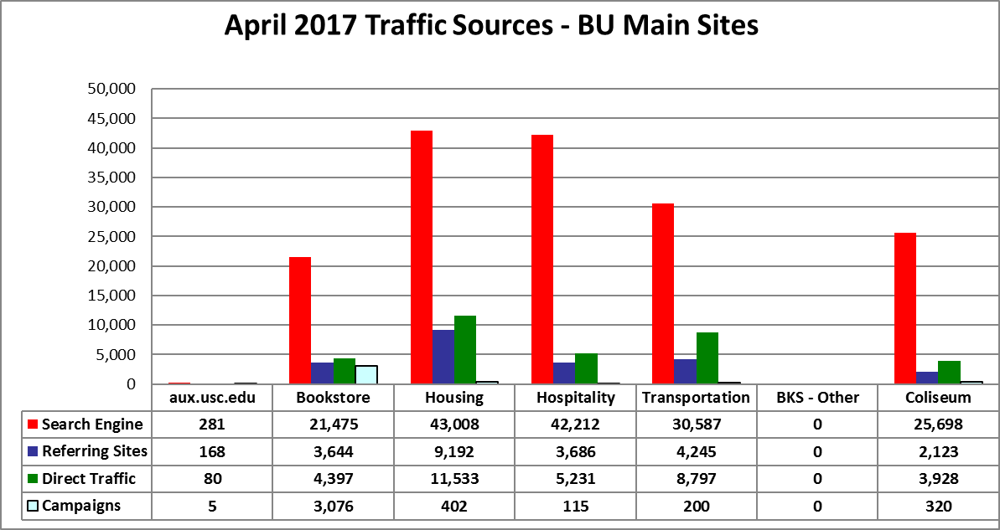 April 2017 Traffic Sources - BU Main Sites
50,000
45,000
40,000
35,000
30,000
25,000
20,000
15,000
10,000
5,000
0
aux.usc.edu Bookstore Housing Hospitality Transportation BKS - Other Coliseum
Search Engine 281 21,475 43,008 42,212 30,587 0 25,698
Referring Sites 168 3,644 9,192 3,686 4,245 0 2,123
Direct Traffic 80 4,397 11,533 5,231 8,797 0 3,928
Campaigns 5 3,076 402 115 200 0 320